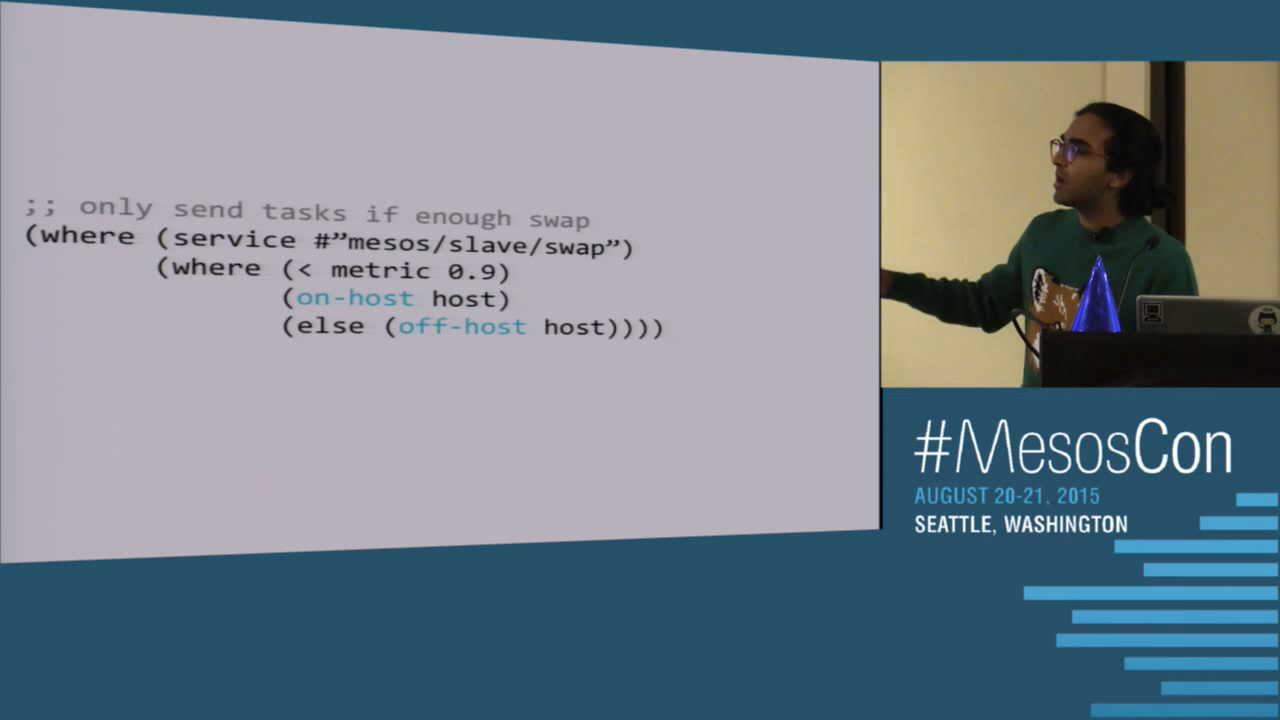 ;; only send tasks if enough swap
(where (service #”mesos/slave/swap”)
(where (< metric 0.9)
(on-host host)
(else (off-host host))))
#MesosCon
AUGUST 20-21, 2015
SEATTLE, WASHINGTON